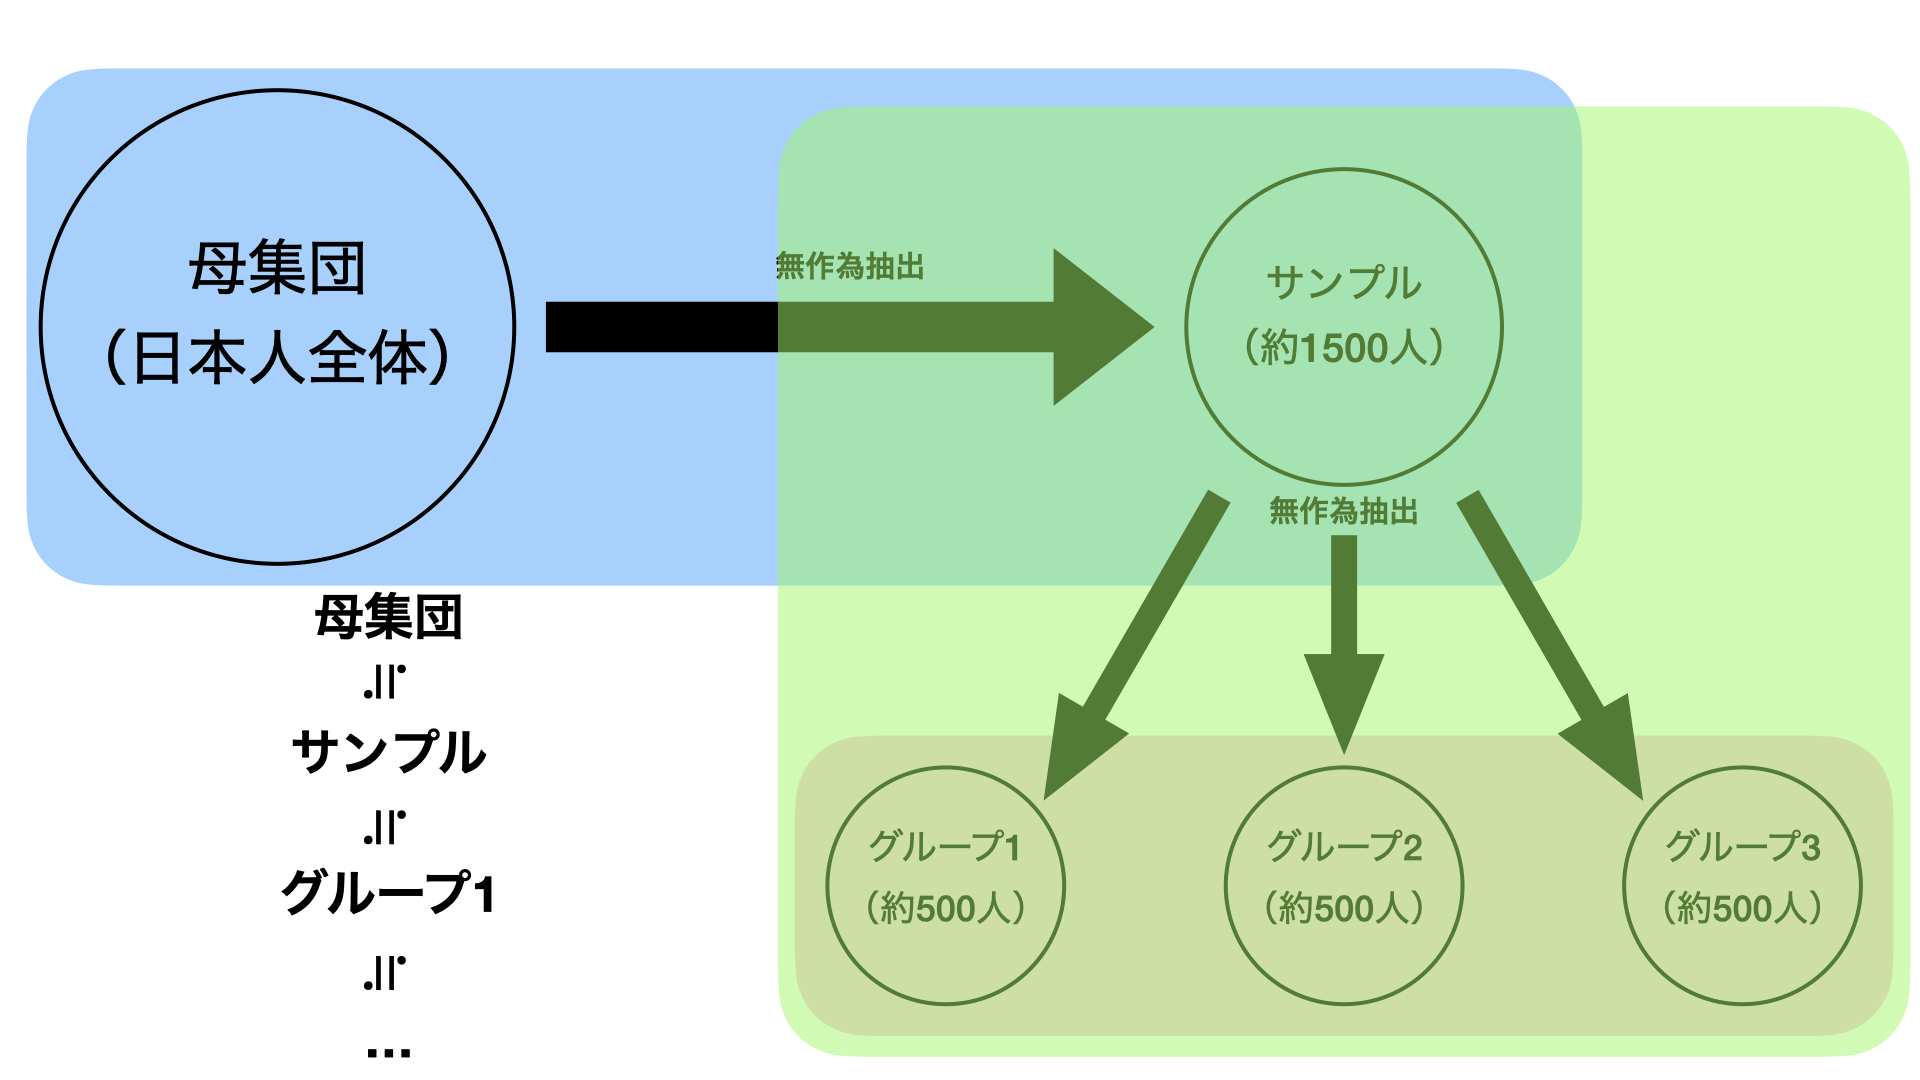 母集団
（日本人全体）
無作為抽出
サンプル
（約1500人）
無作為抽出
グループ1
（約500人）
グループ2
（約500人）
グループ3
（約500人）
母集団
≒
サンプル
≒
グループ1
≒
…